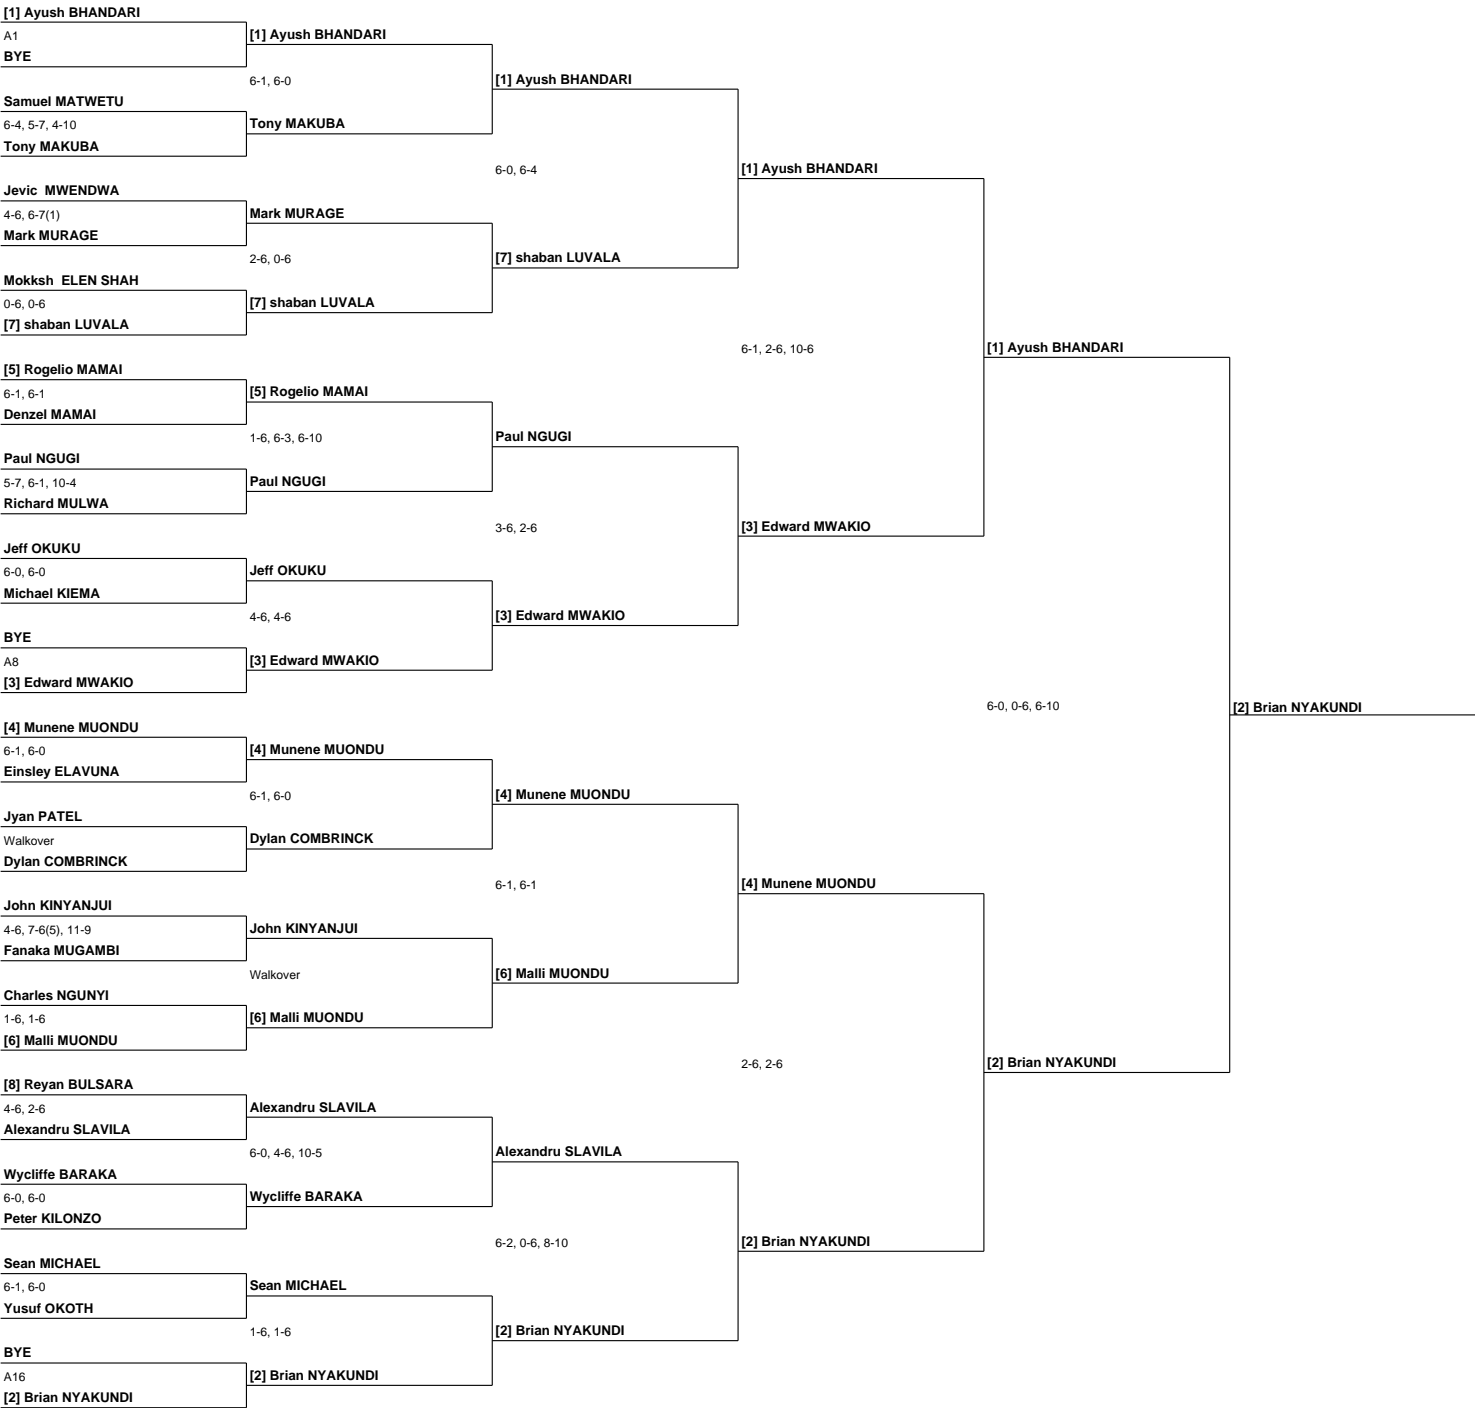 [1] Ayush BHANDARI
A1
BYE
Samuel MATWETU
6-4, 5-7, 4-10
Tony MAKUBA
Jevic  MWENDWA
4-6, 6-7(1)
Mark MURAGE
Mokksh  ELEN SHAH
0-6, 0-6
[7] shaban LUVALA
[5] Rogelio MAMAI
6-1, 6-1
Denzel MAMAI
Paul NGUGI
5-7, 6-1, 10-4
Richard MULWA
Jeff OKUKU
6-0, 6-0
Michael KIEMA
BYE
A8
[3] Edward MWAKIO
[4] Munene MUONDU
6-1, 6-0
Einsley ELAVUNA
Jyan PATEL
Walkover
Dylan COMBRINCK
John KINYANJUI
4-6, 7-6(5), 11-9
Fanaka MUGAMBI
Charles NGUNYI
1-6, 1-6
[6] Malli MUONDU
[8] Reyan BULSARA
4-6, 2-6
Alexandru SLAVILA
Wycliffe BARAKA
6-0, 6-0
Peter KILONZO
Sean MICHAEL
6-1, 6-0
Yusuf OKOTH
BYE
A16
[2] Brian NYAKUNDI
[1] Ayush BHANDARI
6-1, 6-0
Tony MAKUBA
Mark MURAGE
2-6, 0-6
[7] shaban LUVALA
[5] Rogelio MAMAI
1-6, 6-3, 6-10
Paul NGUGI
Jeff OKUKU
4-6, 4-6
[3] Edward MWAKIO
[4] Munene MUONDU
6-1, 6-0
Dylan COMBRINCK
John KINYANJUI
Walkover
[6] Malli MUONDU
Alexandru SLAVILA
6-0, 4-6, 10-5
Wycliffe BARAKA
Sean MICHAEL
1-6, 1-6
[2] Brian NYAKUNDI
[1] Ayush BHANDARI
6-0, 6-4
[7] shaban LUVALA
Paul NGUGI
3-6, 2-6
[3] Edward MWAKIO
[4] Munene MUONDU
6-1, 6-1
[6] Malli MUONDU
Alexandru SLAVILA
6-2, 0-6, 8-10
[2] Brian NYAKUNDI
[1] Ayush BHANDARI
6-1, 2-6, 10-6
[3] Edward MWAKIO
[4] Munene MUONDU
2-6, 2-6
[2] Brian NYAKUNDI
[1] Ayush BHANDARI
6-0, 0-6, 6-10
[2] Brian NYAKUNDI
[2] Brian NYAKUNDI